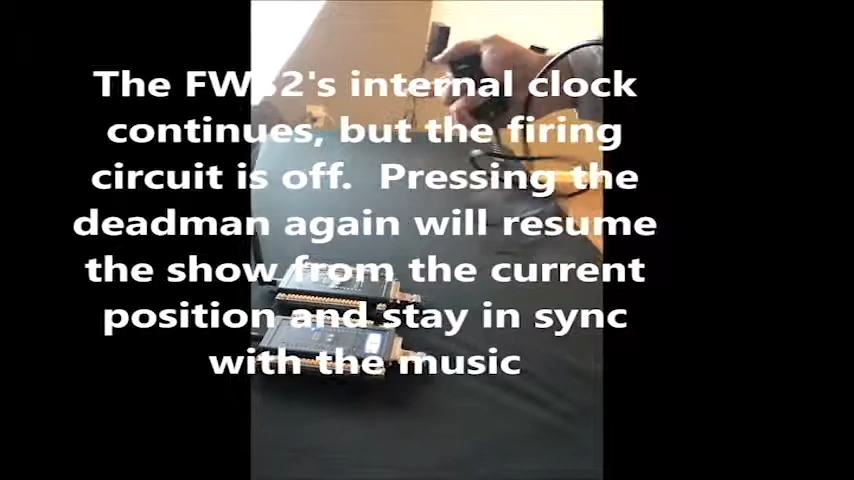 The FW32's internal clock
continues, but the firing
circuit is off. Pressing the
deadman again will resume
the show from the current
position and stay in sync
with the music